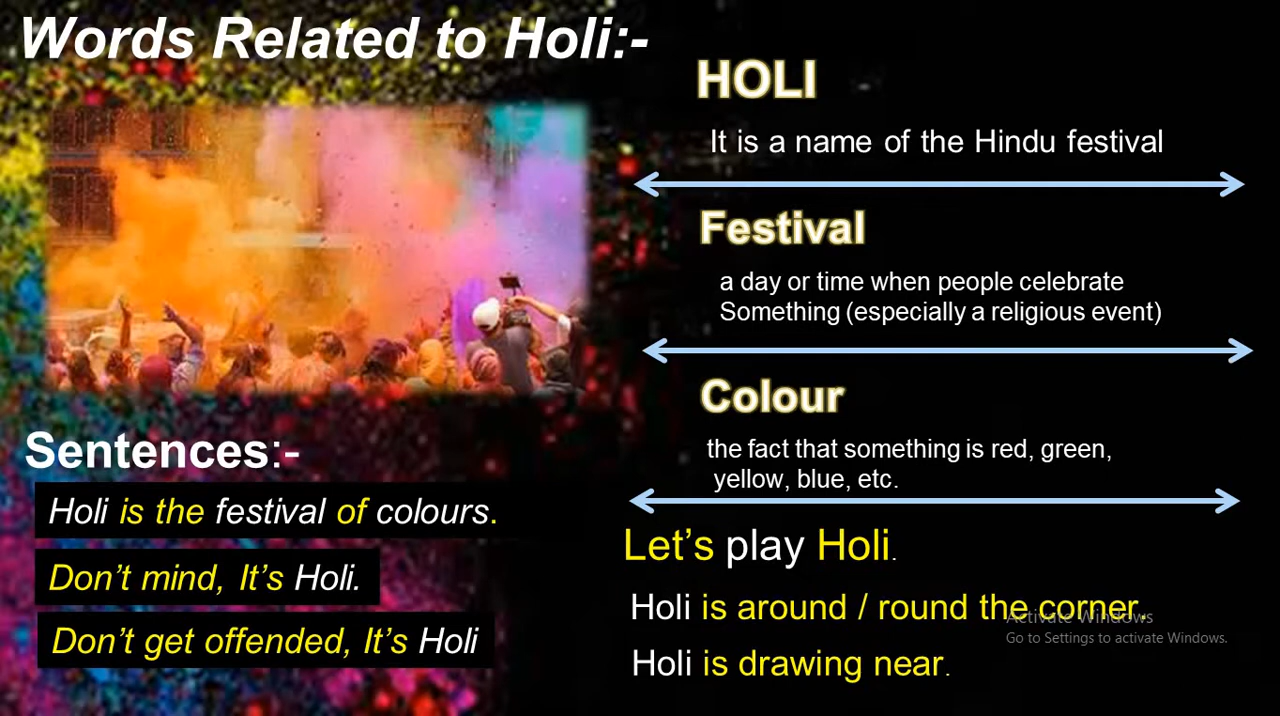 Words Related to Holi:-
HOLI
It is a name of the Hindu festival
Festival
a day or time when people celebrate
Something (especially a religious event)
Colour
the fact that something is red, green,
yellow, blue, etc.
Sentences:-
Holi is the festival of colours.
Don't mind, It's Holi.
Don't get offended, It's Holi
Let's play Holi.
Holi is around / round the corner.
Holi is drawing near.
Activate Windows
Go to Settings to activate Windows.